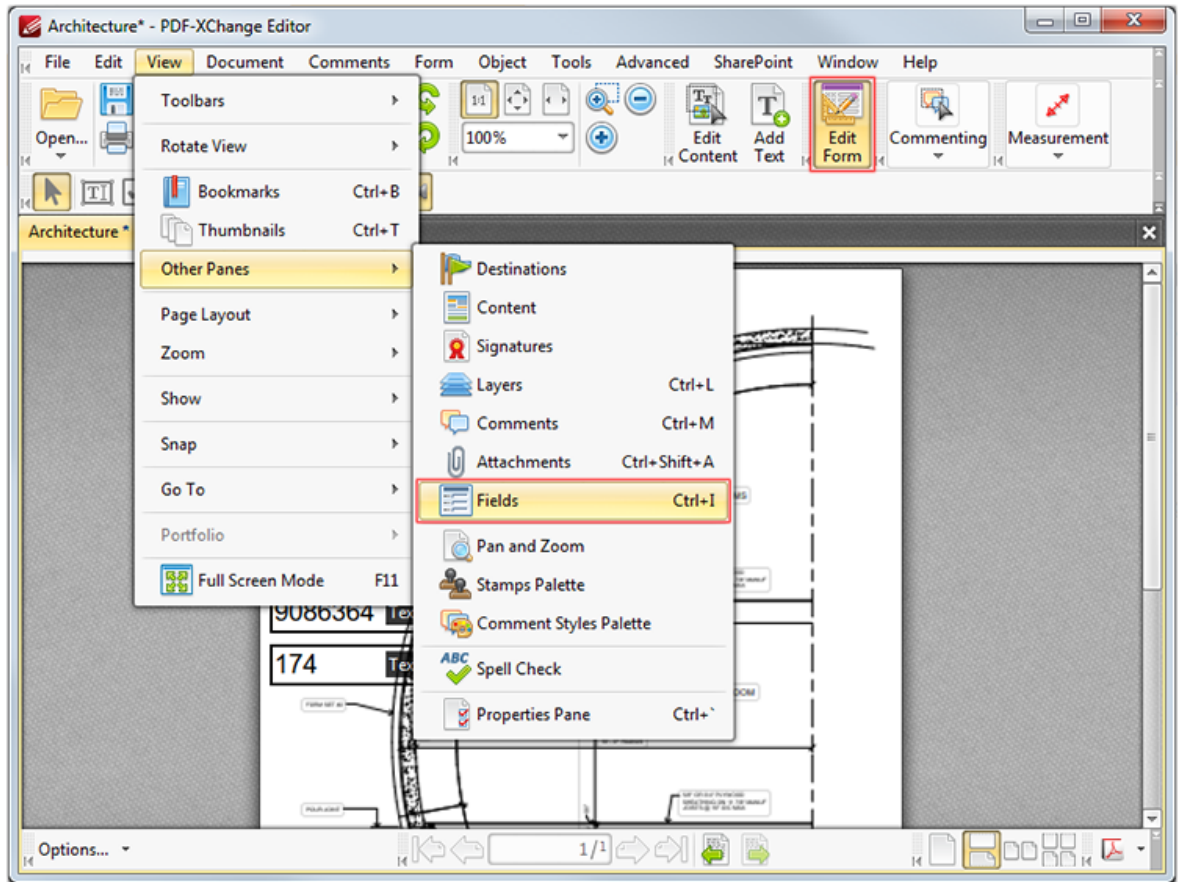 Architecture* - PDF-XChange Editor
File Edit View Document Comments Form Object Tools Advanced SharePoint Window Help
Open...
1:1
100%
Edit Content
Add Text
Edit Form
Commenting
Measurement
Architecture *
Toolbars
Rotate View
Bookmarks Ctrl+B
Thumbnails Ctrl+T
Other Panes
Page Layout
Zoom
Show
Snap
Go To
Portfolio
Full Screen Mode F11
Destinations
Content
Signatures
Layers Ctrl+L
Comments Ctrl+M
Attachments Ctrl+Shift+A
Fields Ctrl+I
Pan and Zoom
Stamps Palette
Comment Styles Palette
ABC Spell Check
Properties Pane Ctrl+`
9086364
174
Options...
1/1